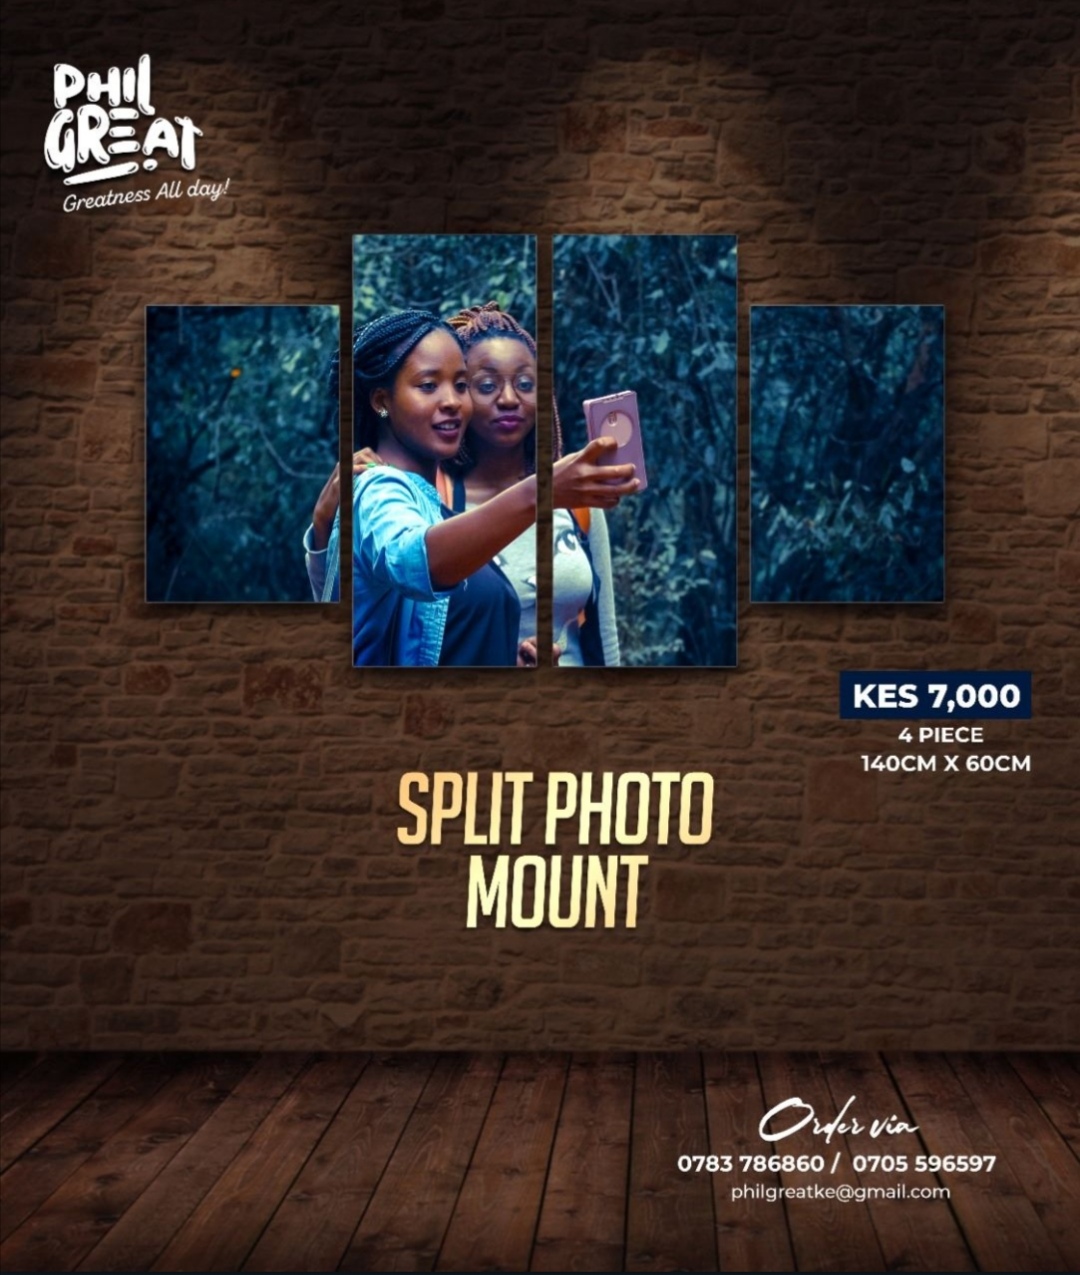 PHIL
GREAT
Greatness All day!
KES 7,000
4 PIECE
140CM X 60CM
SPLIT PHOTO
MOUNT
Order via
0783 786860 / 0705 596597
philgreatke@gmail.com